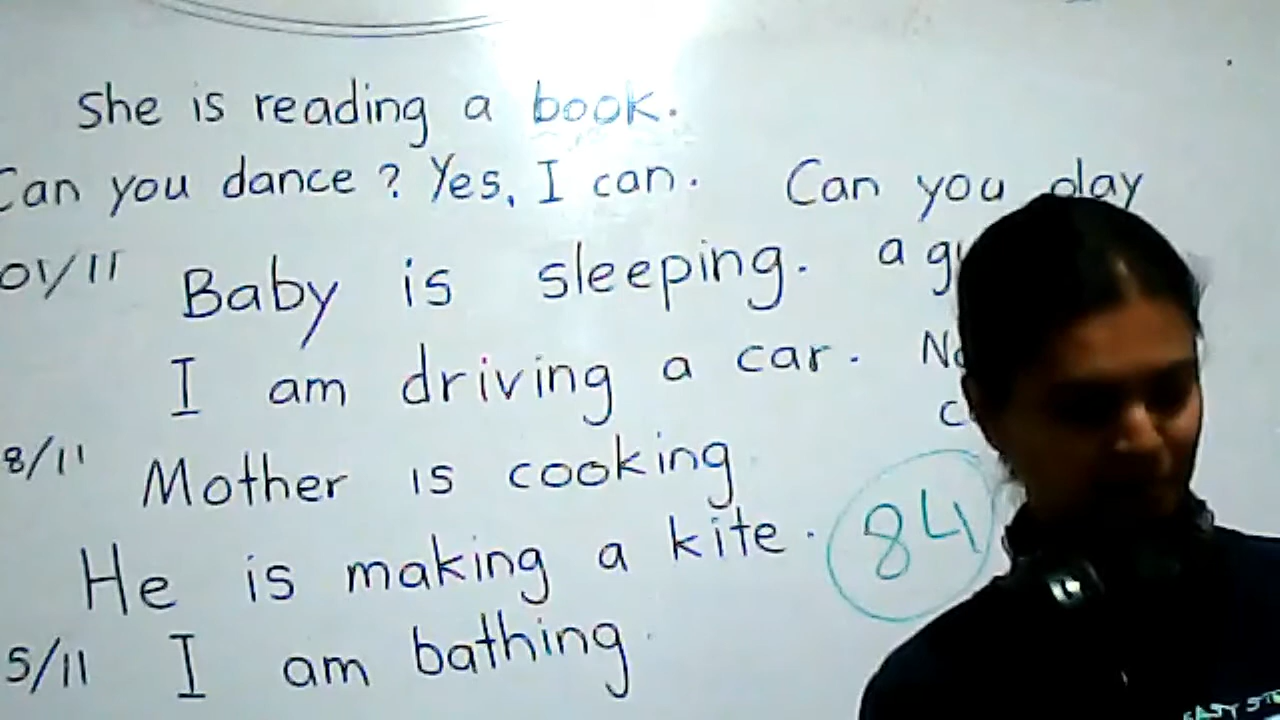 She is reading a book.
Can you dance? Yes, I can. Can you play
01/11 Baby is sleeping. a
I am driving a car.
8/11 Mother is cooking
He is making a kite.
84
5/11 I am bathing.